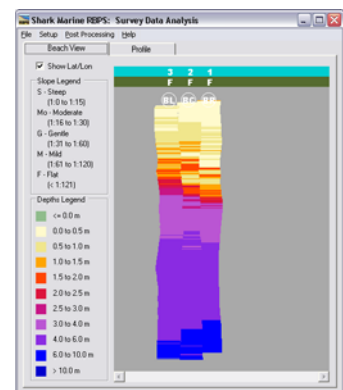 Shark Marine RBPS: Survey Data Analysis
File Setup Post Processing Help
Beach View Profile
Show Lat/Lon
Slope Legend
S - Steep
(1:0 to 1:15)
Mo - Moderate
(1:16 to 1:30)
G - Gentle
(1:31 to 1:60)
M - Mild
(1:61 to 1:120)
F - Flat
(< 1:121)
Depths Legend
<= 0.0 m
0.0 to 0.5 m
0.5 to 1.0 m
1.0 to 1.5 m
1.5 to 2.0 m
2.0 to 2.5 m
2.5 to 3.0 m
3.0 to 4.0 m
4.0 to 6.0 m
6.0 to 10.0 m
> 10.0 m
3 2 1
F F F
BL BC BR